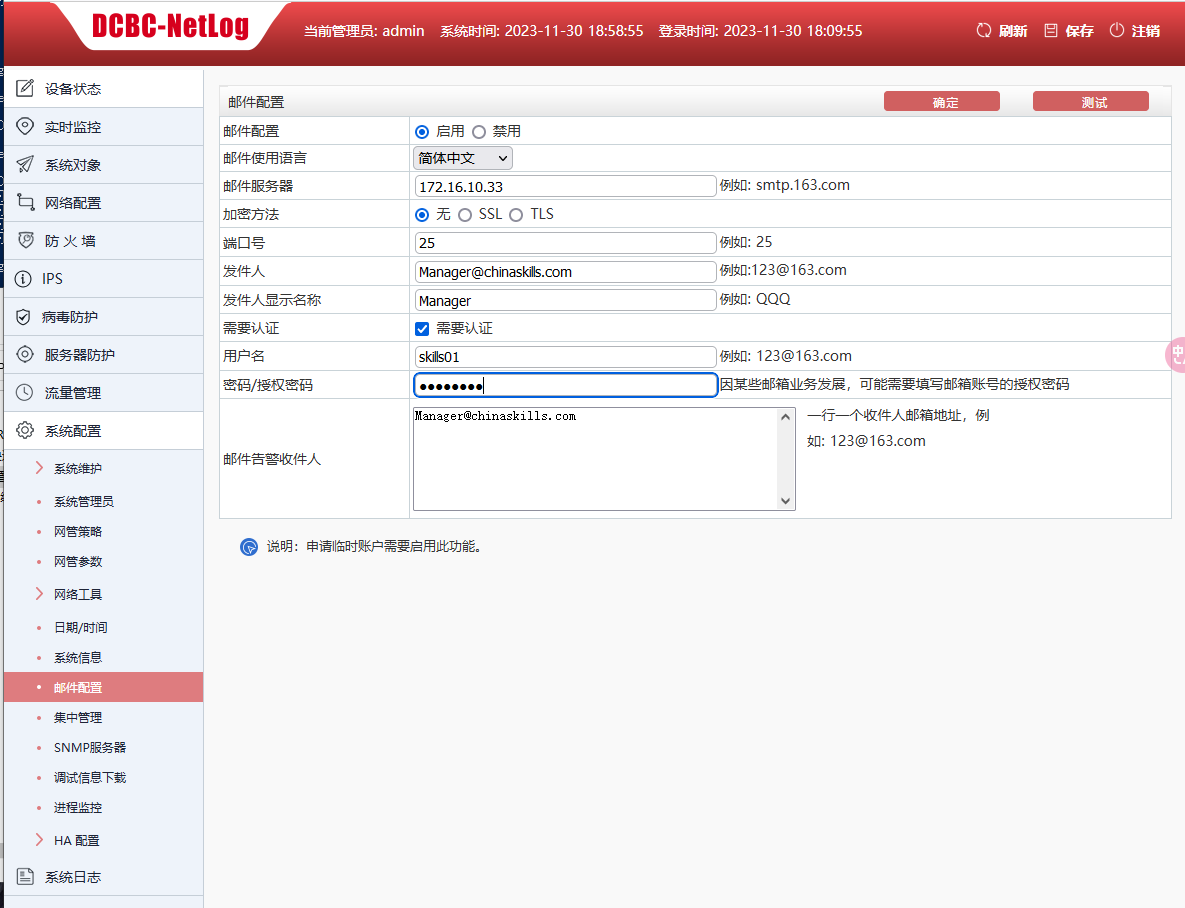 DCBC-NetLog
当前管理员: admin 系统时间: 2023-11-30 18:58:55 登录时间: 2023-11-30 18:09:55
刷新 保存 注销
设备状态
实时监控
系统对象
网络配置
防 火 墙
IPS
病毒防护
服务器防护
流量管理
系统配置
系统维护
系统管理员
网管策略
网管参数
网络工具
日期/时间
系统信息
邮件配置
集中管理
SNMP服务器
调试信息下载
进程监控
HA 配置
系统日志
邮件配置 确定 测试
邮件配置 启用 禁用
邮件使用语言 简体中文
邮件服务器 172.16.10.33 例如: smtp.163.com
加密方法 无 SSL TLS
端口号 25 例如: 25
发件人 Manager@chinaskills.com 例如:123@163.com
发件人显示名称 Manager 例如: QQQ
需要认证 需要认证
用户名 skills01 例如: 123@163.com
密码/授权密码 ●●●●●●●● 因某些邮箱业务发展，可能需要填写邮箱账号的授权密码
邮件告警收件人 Manager@chinaskills.com 一行一个收件人邮箱地址，例
如: 123@163.com
说明：申请临时账户需要启用此功能。
中